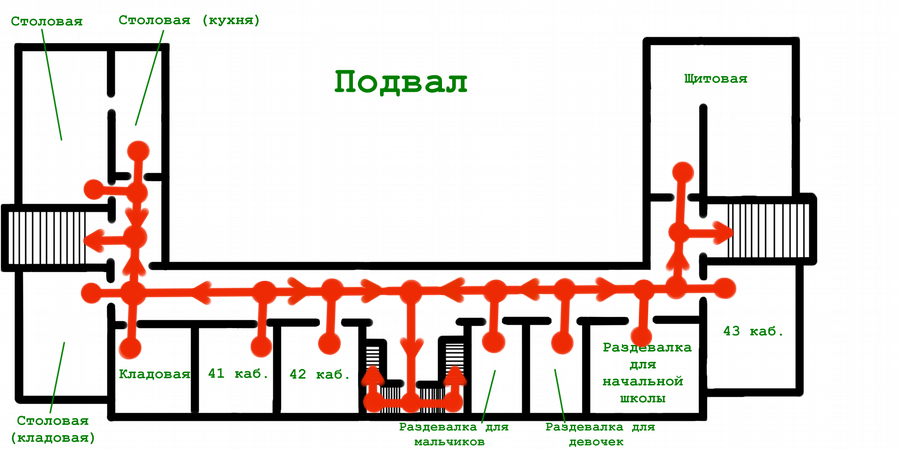 Столовая
Столовая (кухня)
Подвал
Щитовая
43 каб.
Кладовая
41 каб.
42 каб.
Раздевалка
для
начальной
школы
Столовая
(кладовая)
Раздевалка для
мальчиков
Раздевалка для
девочек